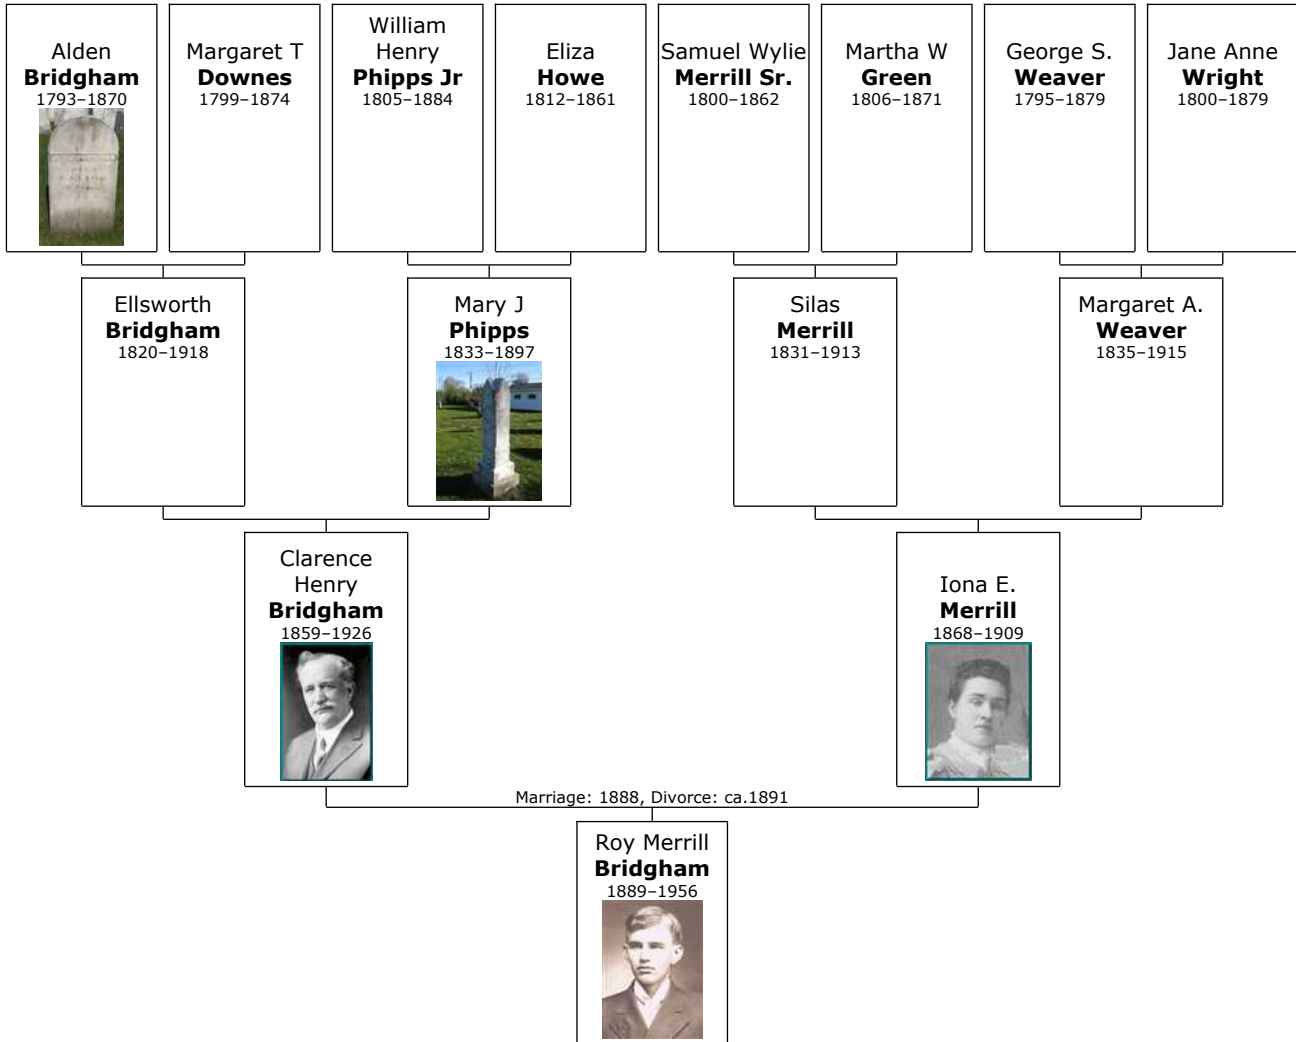 Alden
Bridgham
1793–1870
Margaret T
Downes
1799–1874
William
Henry
Phipps Jr
1805–1884
Eliza
Howe
1812–1861
Samuel Wylie
Merrill Sr.
1800–1862
Martha W
Green
1806–1871
George S.
Weaver
1795–1879
Jane Anne
Wright
1800–1879
Ellsworth
Bridgham
1820–1918
Mary J
Phipps
1833–1897
Silas
Merrill
1831–1913
Margaret A.
Weaver
1835–1915
Clarence
Henry
Bridgham
1859–1926
Iona E.
Merrill
1868–1909
Marriage: 1888, Divorce: ca.1891
Roy Merrill
Bridgham
1889–1956